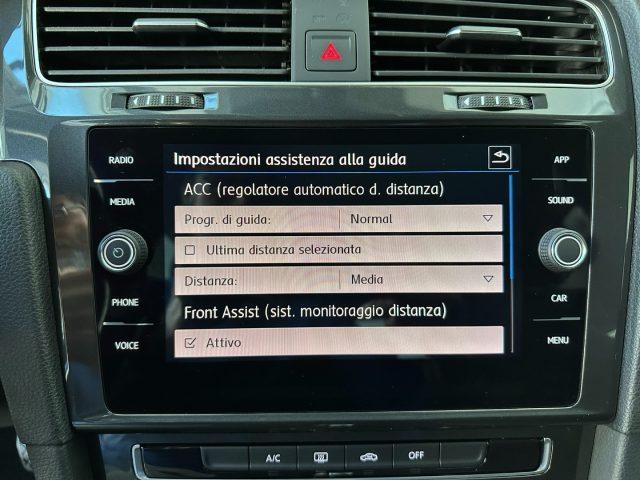 RADIO
MEDIA
PHONE
VOICE
Impostazioni assistenza alla guida
ACC (regolatore automatico d. distanza)
Progr. di guida: Normal
Ultima distanza selezionata
Distanza: Media
Front Assist (sist. monitoraggio distanza)
Attivo
APP
SOUND
CAR
MENU
A/C
OFF